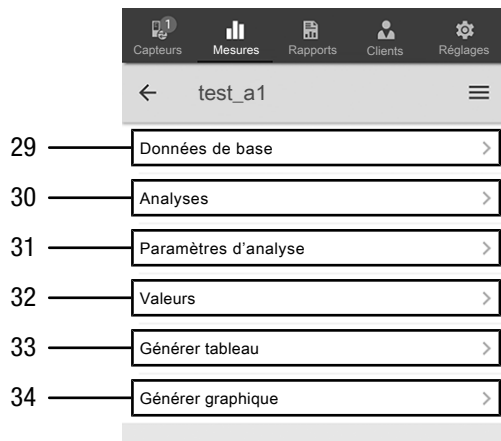 1
Capteurs Mesures Rapports Clients Réglages
test_a1
29 Données de base
30 Analyses
31 Paramètres d’analyse
32 Valeurs
33 Générer tableau
34 Générer graphique